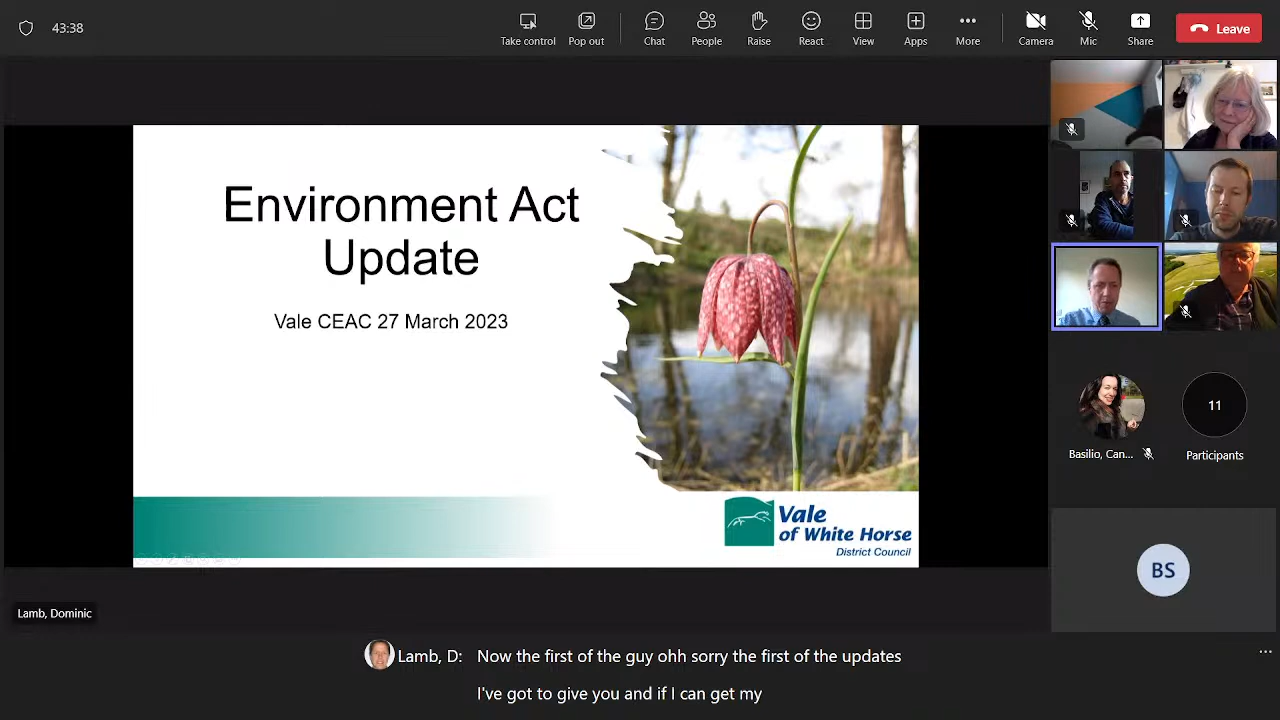 43:38
Take control
Pop out
Chat
People
Raise
React
View
Apps
More
Camera
Mic
Share
Leave
Environment Act
Update
Vale CEAC 27 March 2023
Vale
of White Horse
District Council
Basilio, Can...
11
Participants
BS
Lamb, Dominic
Lamb, D: Now the first of the guy ohh sorry the first of the updates
I've got to give you and if I can get my